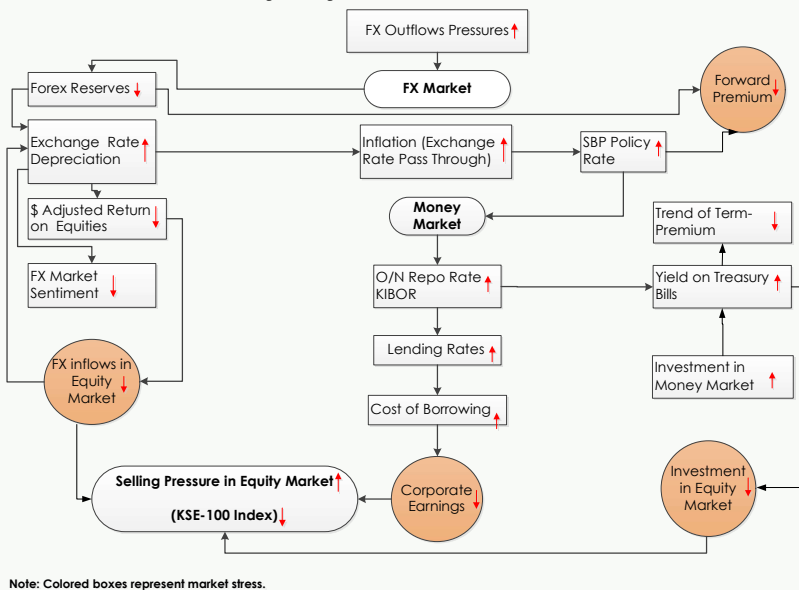 FX Outflows Pressures
FX Market
Forex Reserves
Forward
Premium
Exchange Rate
Depreciation
Inflation (Exchange
Rate Pass Through)
SBP Policy
Rate
$ Adjusted Return
on Equities
Money
Market
Trend of Term-
Premium
FX Market
Sentiment
O/N Repo Rate
KIBOR
Yield on Treasury
Bills
Lending Rates
FX inflows in
Equity
Market
Investment in
Money Market
Cost of Borrowing
Selling Pressure in Equity Market
(KSE-100 Index)
Corporate
Earnings
Investment
in Equity
Market
Note: Colored boxes represent market stress.